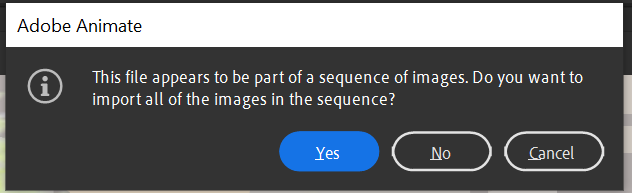 Adobe Animate
This file appears to be part of a sequence of images. Do you want to
import all of the images in the sequence?
Yes
No
Cancel